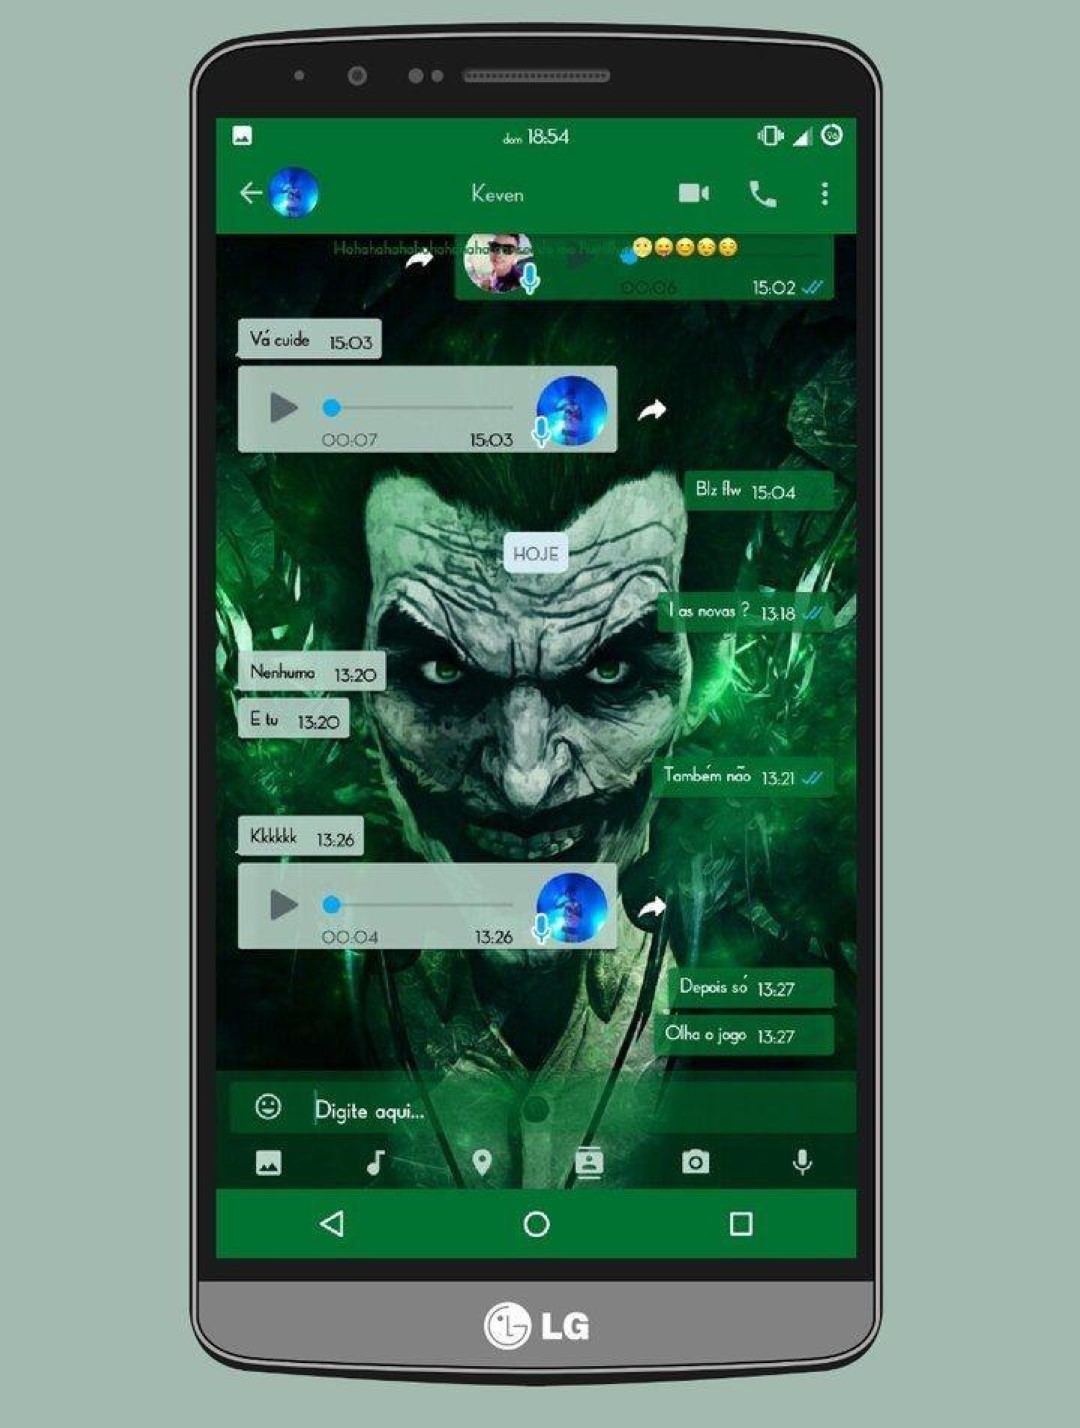 dom 18:54
96
Keven
00:06 15:02
Vá cuide 15:03
00:07 15:03
Blz flw 15:04
HOJE
I as novas ? 13:18
Nenhuma 13:20
E tu 13:20
Também não 13:21
Kkkkkk 13:26
00:04 13:26
Depois só 13:27
Olha o jogo 13:27
Digite aqui...
LG